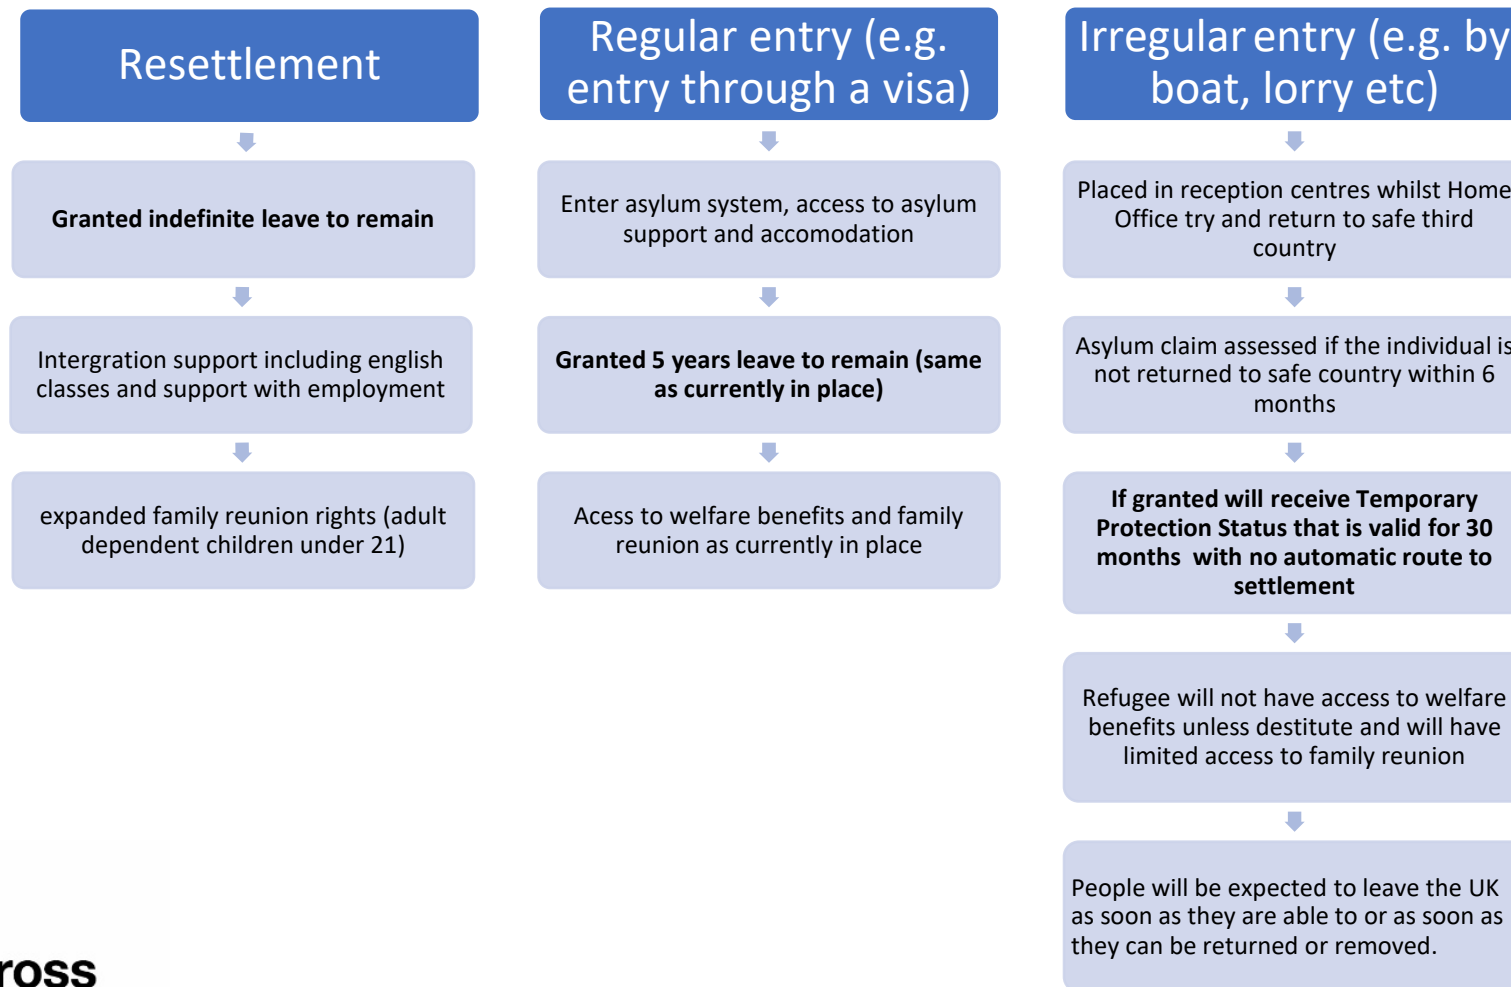 Resettlement
Granted indefinite leave to remain
Intergration support including english
classes and support with employment
expanded family reunion rights (adult
dependent children under 21)
Regular entry (e.g.
entry through a visa)
Enter asylum system, access to asylum
support and accomodation
Granted 5 years leave to remain (same
as currently in place)
Acess to welfare benefits and family
reunion as currently in place
Irregular entry (e.g. by
boat, lorry etc)
Placed in reception centres whilst Home
Office try and return to safe third
country
Asylum claim assessed if the individual is
not returned to safe country within 6
months
If granted will receive Temporary
Protection Status that is valid for 30
months with no automatic route to
settlement
Refugee will not have access to welfare
benefits unless destitute and will have
limited access to family reunion
People will be expected to leave the UK
as soon as they are able to or as soon as
they can be returned or removed.
ross